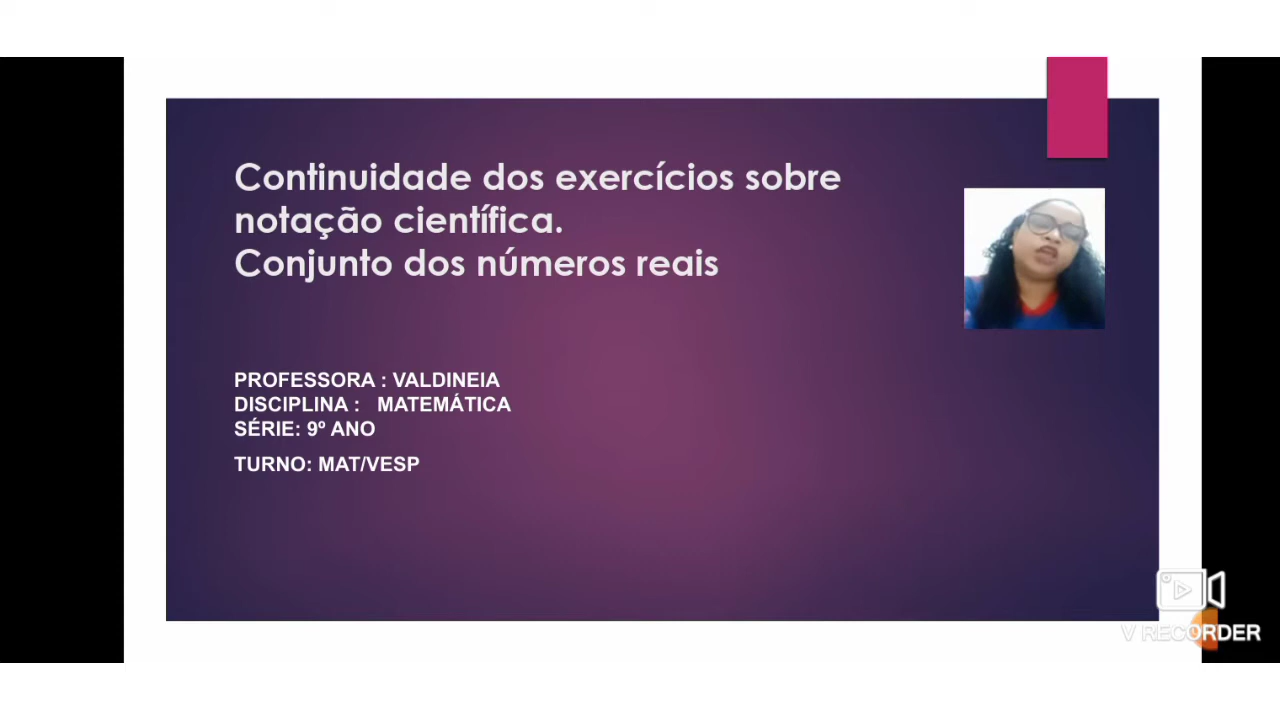 Continuidade dos exercícios sobre
notação científica.
Conjunto dos números reais
PROFESSORA : VALDINEIA
DISCIPLINA : MATEMÁTICA
SÉRIE: 9º ANO
TURNO: MAT/VESP
V RECORDER